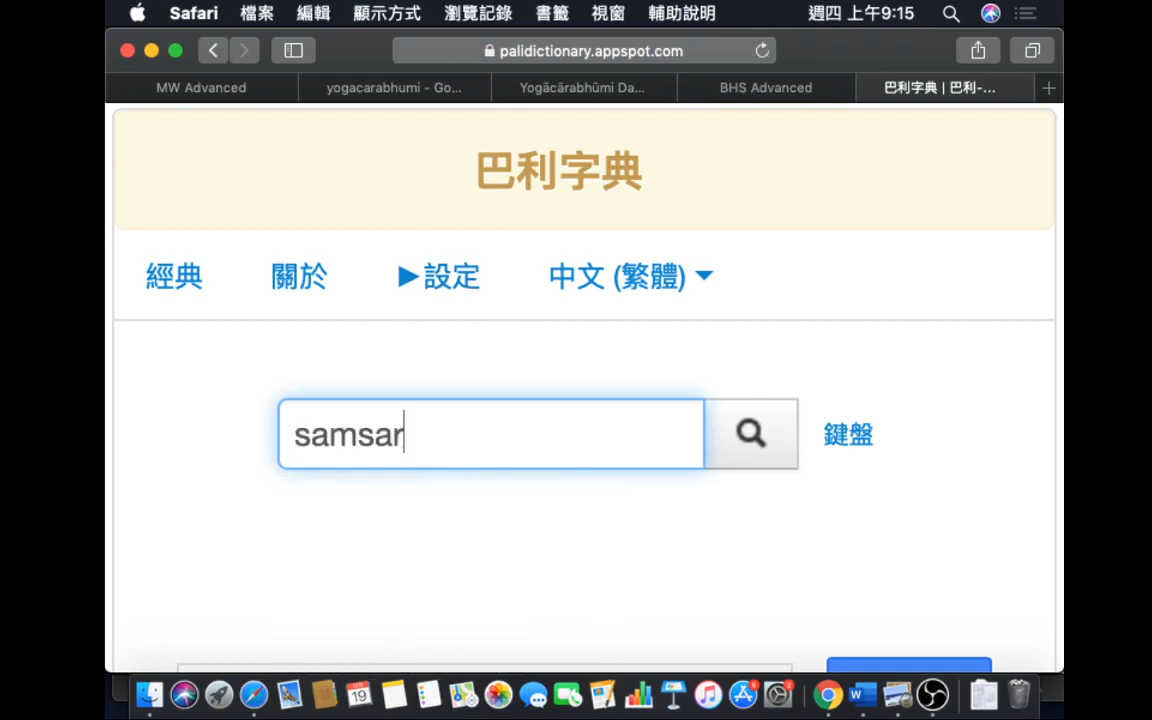 Safari 檔案 編輯 顯示方式 瀏覽記錄 書籤 視窗 輔助說明 週四 上午9:15
palidictionary.appspot.com
MW Advanced yogacarabhumi - Go... Yogācārabhūmi Da... BHS Advanced 巴利字典 | 巴利-...
巴利字典
經典 關於 ▶設定 中文 (繁體)
samsar 鍵盤
19